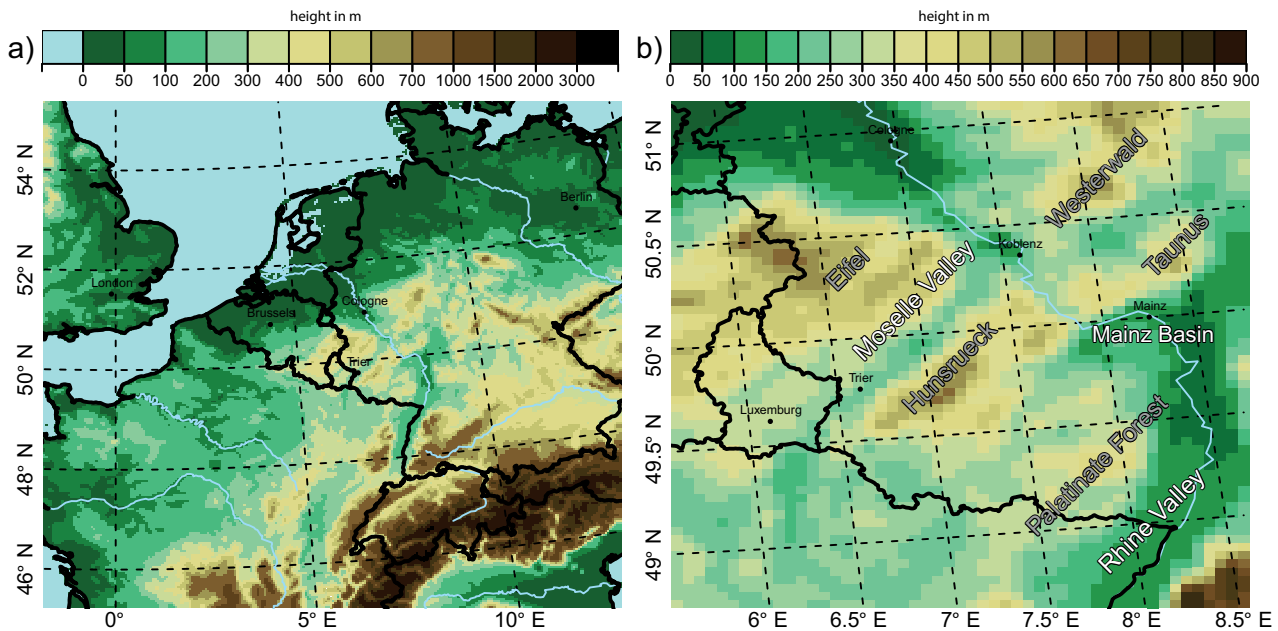 height in m
a)
0 50 100 200 300 400 500 600 700 1000 1500 2000 3000
54° N
52° N
50° N
48° N
46° N
London
Berlin
Brussels
Cologne
Trier
0° 5° E 10° E
height in m
b)
0 50 100 150 200 250 300 350 400 450 500 550 600 650 700 750 800 850 900
51° N
50.5° N
50° N
49.5° N
49° N
Cologne
Westerwald
Koblenz
Taunus
Eifel
Moselle Valley
Mainz
Mainz Basin
Hunsrueck
Trier
Luxemburg
Palatinate Forest
Rhine Valley
6° E 6.5° E 7° E 7.5° E 8° E 8.5° E